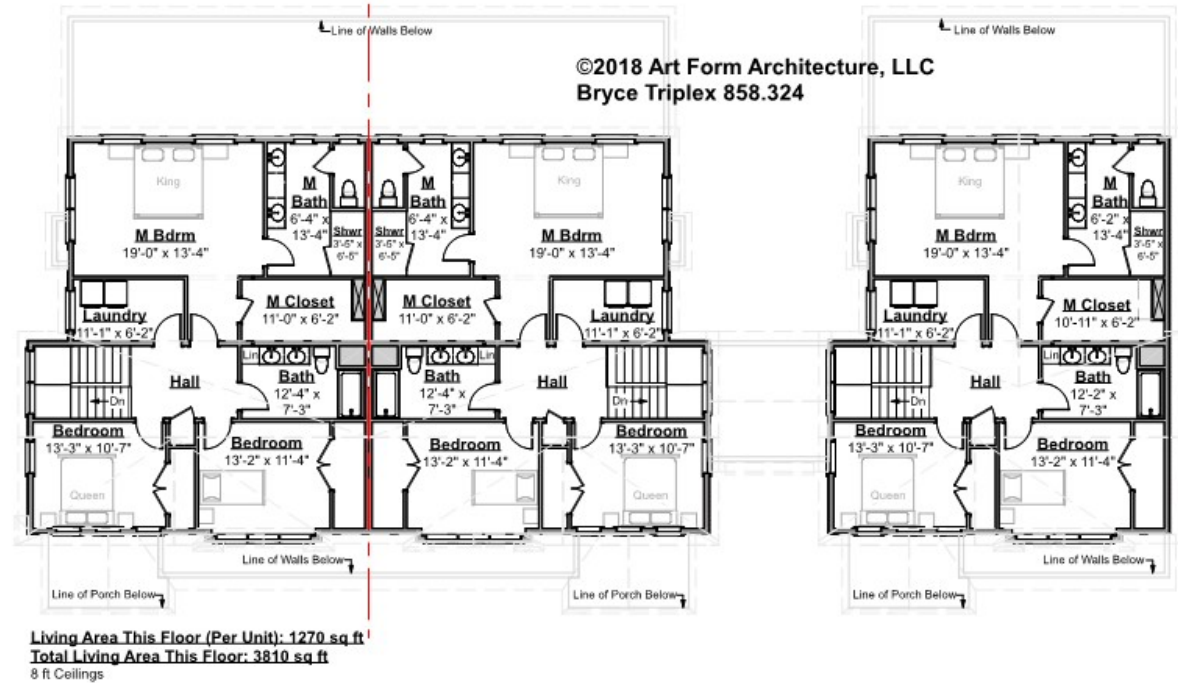 Line of Walls Below
Line of Walls Below
©2018 Art Form Architecture, LLC
Bryce Triplex 858.324
King
M
Bath
6'-4" x
13'-4"
Shwr
3'-5" x
6'-5"
M Bdrm
19'-0" x 13'-4"
M Closet
11'-0" x 6'-2"
Laundry
11'-1" x 6'-2"
Lin
Bath
12'-4" x
7'-3"
Hall
Dn
Bedroom
13'-3" x 10'-7"
Queen
Bedroom
13'-2" x 11'-4"
M
Bath
6'-4" x
13'-4"
Shwr
3'-5" x
6'-5"
King
M Bdrm
19'-0" x 13'-4"
M Closet
11'-0" x 6'-2"
Laundry
11'-1" x 6'-2"
Lin
Bath
12'-4" x
7'-3"
Hall
Dn
Bedroom
13'-2" x 11'-4"
Bedroom
13'-3" x 10'-7"
Queen
King
M
Bath
6'-2" x
13'-4"
Shwr
3'-5" x
6'-5"
M Bdrm
19'-0" x 13'-4"
M Closet
10'-11" x 6'-2"
Laundry
11'-1" x 6'-2"
Lin
Bath
12'-2" x
7'-3"
Hall
Dn
Bedroom
13'-3" x 10'-7"
Queen
Bedroom
13'-2" x 11'-4"
Line of Walls Below
Line of Walls Below
Line of Porch Below
Line of Porch Below
Line of Porch Below
Living Area This Floor (Per Unit): 1270 sq ft
Total Living Area This Floor: 3810 sq ft
8 ft Ceilings